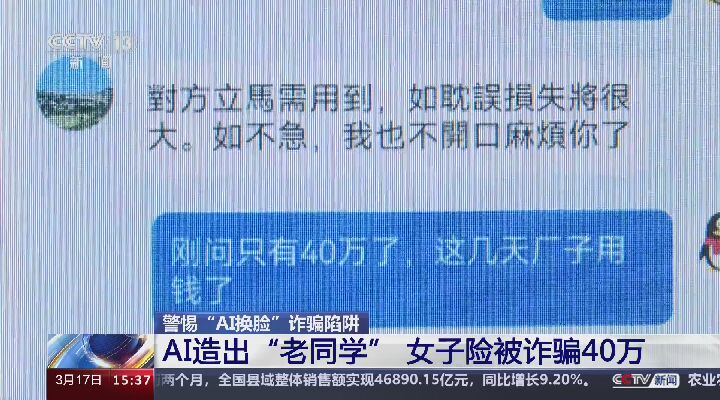 CCTV 13
新闻
對方立馬需用到，如耽誤損失將很
大。如不急，我也不開口麻煩你了
刚问只有40万了，这几天厂子用
钱了
警惕“AI换脸”诈骗陷阱
AI造出“老同学” 女子险被诈骗40万
3月17日 15:37 两个月，全国县域整体销售额实现46890.15亿元，同比增长9.20%。 CCTV新闻 农业